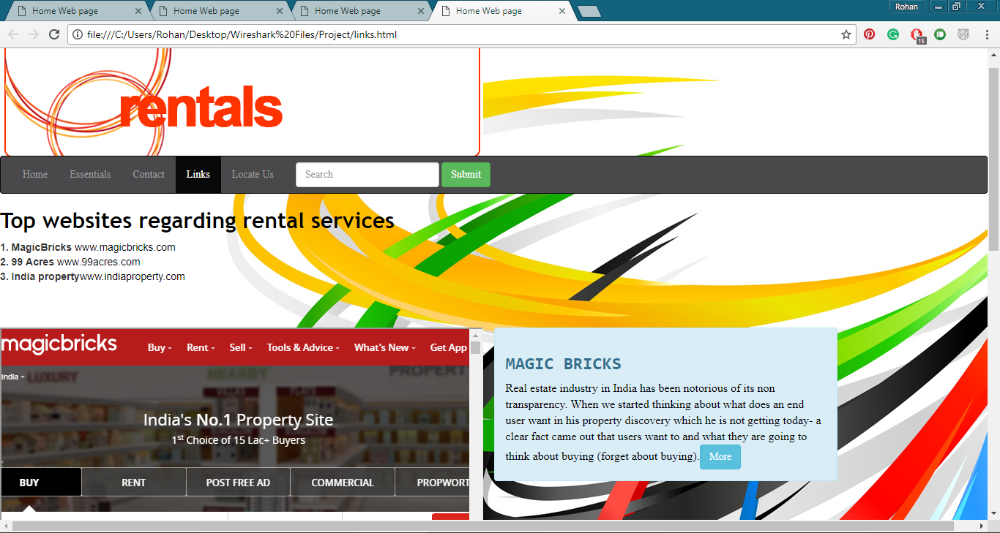 Home Web page
Home Web page
Home Web page
Home Web page
Rohan
file:///C:/Users/Rohan/Desktop/Wireshark%20Files/Project/links.html
15
rentals
Home Essentials Contact Links Locate Us Search Submit
Top websites regarding rental services
1. MagicBricks www.magicbricks.com
2. 99 Acres www.99acres.com
3. India propertywww.indiaproperty.com
magicbricks Buy Rent Sell Tools & Advice What's New Get App
India
LUXURY NEARBY PROPERTY
VILLAS FLATS
India's No.1 Property Site
1st Choice of 15 Lac+ Buyers
BUY RENT POST FREE AD COMMERCIAL PROPWORT
MAGIC BRICKS
Real estate industry in India has been notorious of its non
transparency. When we started thinking about what does an end
user want in his property discovery which he is not getting today- a
clear fact came out that users want to and what they are going to
think about buying (forget about buying). More